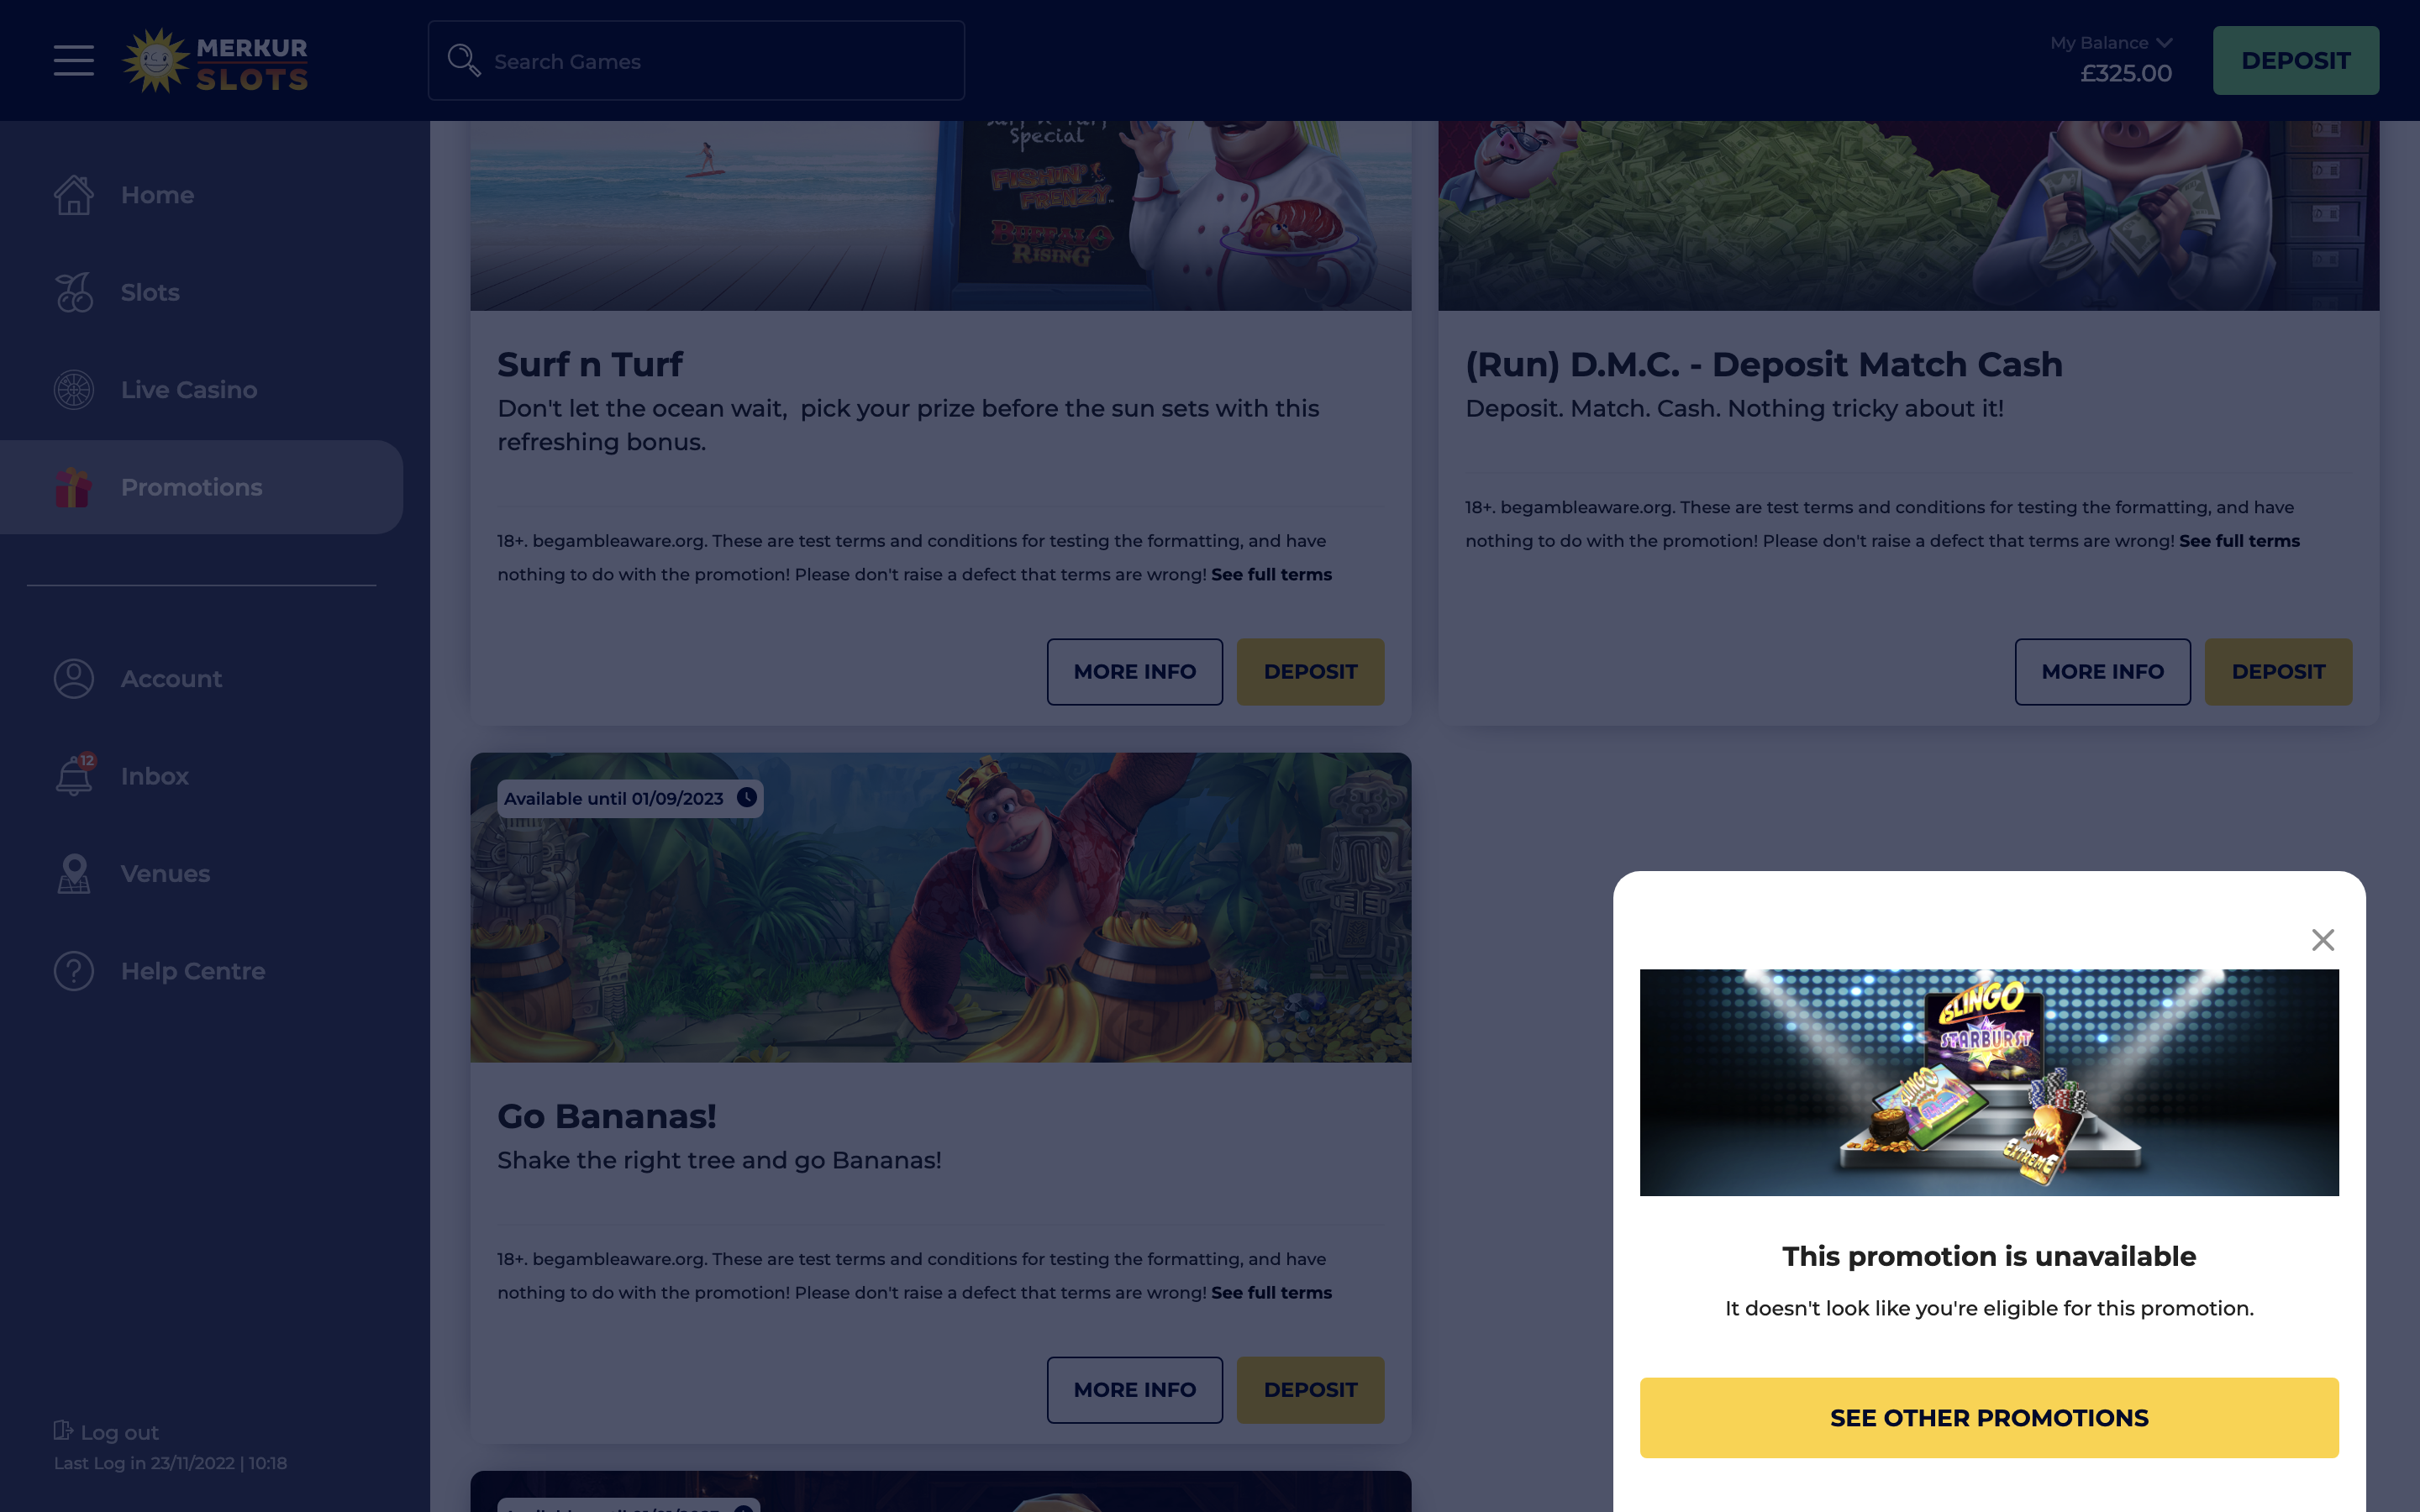 MERKUR
SLOTS
Search Games
My Balance
£325.00
DEPOSIT
Home
Slots
Live Casino
Promotions
Account
12
Inbox
Venues
Help Centre
Log out
Last Log in 23/11/2022 | 10:18
Special
FISHIN'
FRENZY
BUFFALO
RISING
Surf n Turf
Don't let the ocean wait,  pick your prize before the sun sets with this
refreshing bonus.
18+. begambleaware.org. These are test terms and conditions for testing the formatting, and have
nothing to do with the promotion! Please don't raise a defect that terms are wrong! See full terms
MORE INFO
DEPOSIT
(Run) D.M.C. - Deposit Match Cash
Deposit. Match. Cash. Nothing tricky about it!
18+. begambleaware.org. These are test terms and conditions for testing the formatting, and have
nothing to do with the promotion! Please don't raise a defect that terms are wrong! See full terms
MORE INFO
DEPOSIT
Available until 01/09/2023
Go Bananas!
Shake the right tree and go Bananas!
18+. begambleaware.org. These are test terms and conditions for testing the formatting, and have
nothing to do with the promotion! Please don't raise a defect that terms are wrong! See full terms
MORE INFO
DEPOSIT
SLINGO
STARBURST
SLINGO
SLINGO
EXTREME
This promotion is unavailable
It doesn't look like you're eligible for this promotion.
SEE OTHER PROMOTIONS